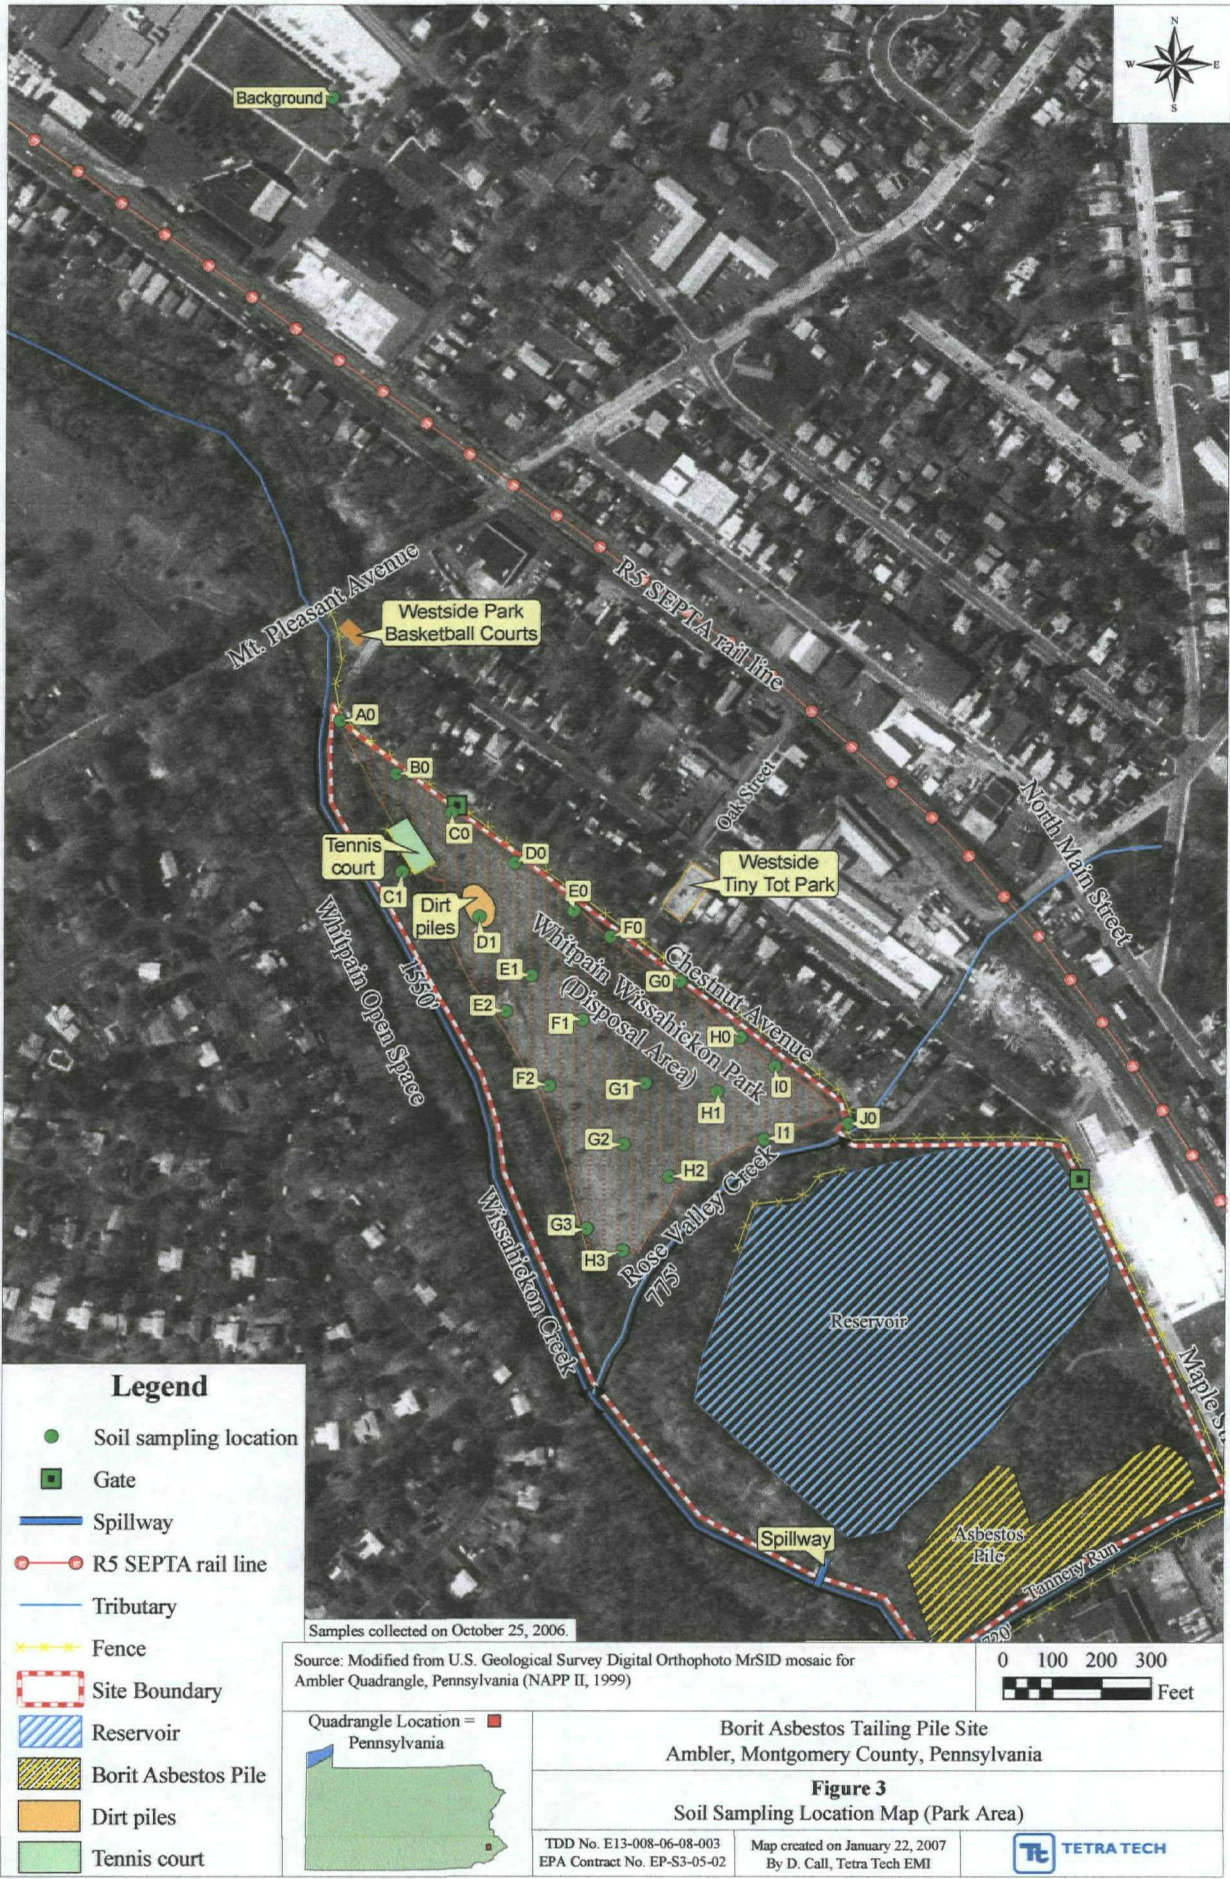 N
W E
S
Background
Mt. Pleasant Avenue
Westside Park
Basketball Courts
R5 SEPTA rail line
A0
B0
C0
Oak Street
North Main Street
Tennis
court
D0
Westside
Tiny Tot Park
C1
Dirt
piles
E0
D1
F0
Whitpain Open Space
1550'
E1
Whitpain Wissahickon Park
(Disposal Area)
Chestnut Avenue
G0
E2
F1
H0
F2
G1
I0
H1
J0
G2
I1
H2
G3
H3
Rose Valley Creek
775'
Wissahickon Creek
Reservoir
Maple St.
Spillway
Asbestos
Pile
Tannery Run
720'
Legend
Soil sampling location
Gate
Spillway
R5 SEPTA rail line
Tributary
Fence
Site Boundary
Reservoir
Borit Asbestos Pile
Dirt piles
Tennis court
Samples collected on October 25, 2006.
Source: Modified from U.S. Geological Survey Digital Orthophoto MrSID mosaic for
Ambler Quadrangle, Pennsylvania (NAPP II, 1999)
0 100 200 300
Feet
Quadrangle Location =
Pennsylvania
Borit Asbestos Tailing Pile Site
Ambler, Montgomery County, Pennsylvania
Figure 3
Soil Sampling Location Map (Park Area)
TDD No. E13-008-06-08-003
EPA Contract No. EP-S3-05-02
Map created on January 22, 2007
By D. Call, Tetra Tech EMI
Tt TETRA TECH